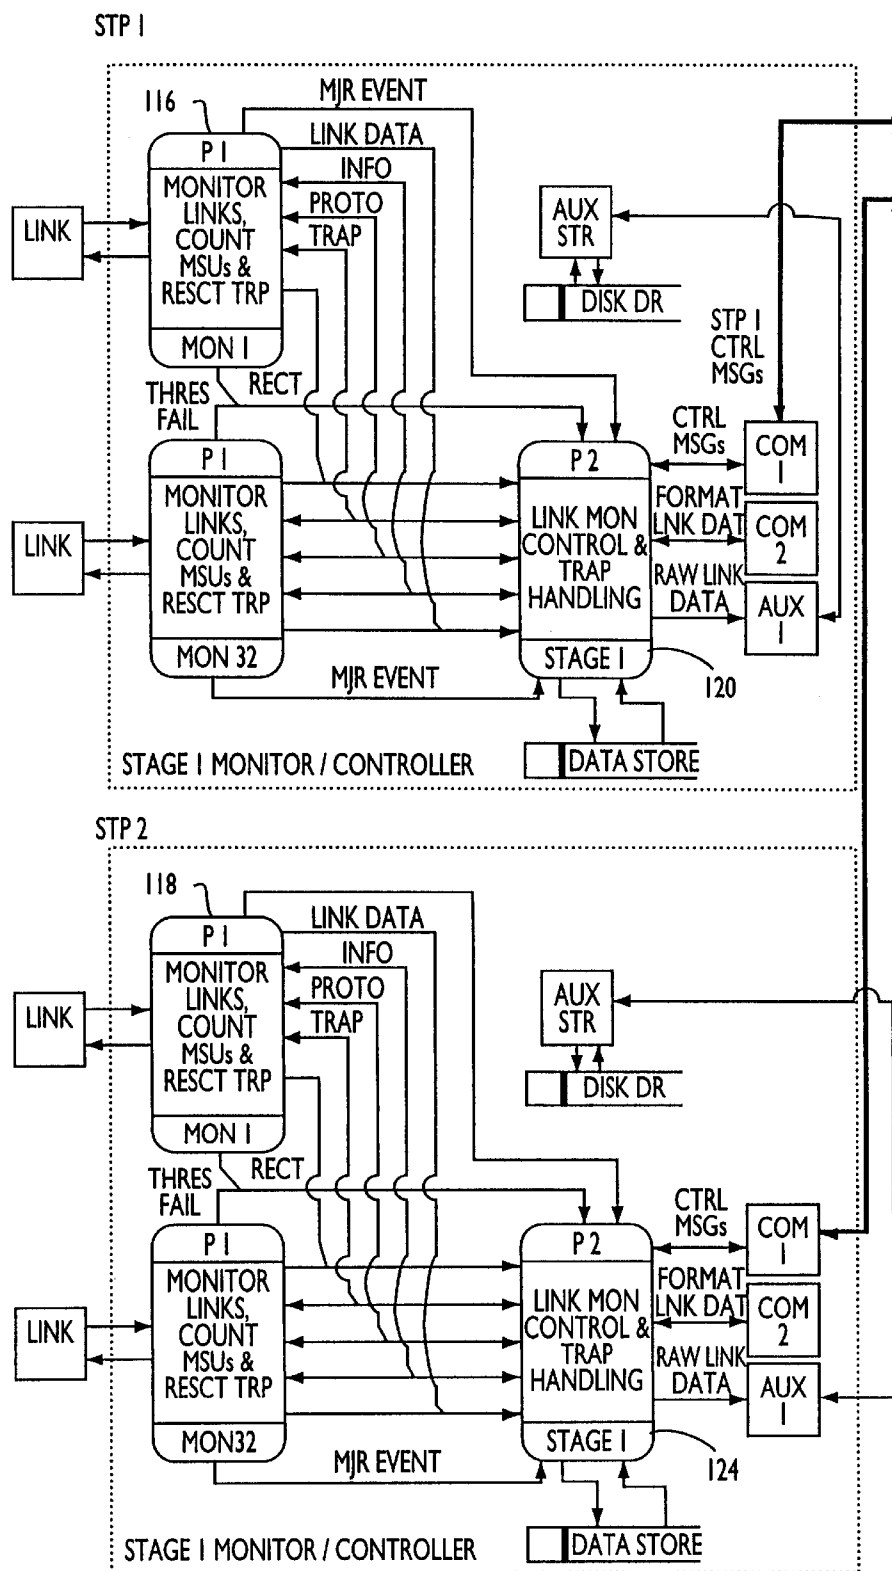 STP 1
116
MJR EVENT
LINK DATA
INFO
PROTO
TRAP
P 1
MONITOR
LINKS,
COUNT
MSUs &
RESCT TRP
MON 1
LINK
AUX
STR
DISK DR
STP 1
CTRL
MSGs
THRES
FAIL
RECT
P 1
MONITOR
LINKS,
COUNT
MSUs &
RESCT TRP
MON 32
LINK
MJR EVENT
P 2
LINK MON
CONTROL &
TRAP
HANDLING
STAGE 1
120
CTRL
MSGs
COM
1
FORMAT
LNK DAT
COM
2
RAW LINK
DATA
AUX
1
DATA STORE
STAGE 1 MONITOR / CONTROLLER
STP 2
118
LINK DATA
INFO
PROTO
TRAP
P 1
MONITOR
LINKS,
COUNT
MSUs &
RESCT TRP
MON 1
LINK
AUX
STR
DISK DR
THRES
FAIL
RECT
P 1
MONITOR
LINKS,
COUNT
MSUs &
RESCT TRP
MON32
LINK
MJR EVENT
P 2
LINK MON
CONTROL &
TRAP
HANDLING
STAGE 1
124
CTRL
MSGs
COM
1
FORMAT
LNK DAT
COM
2
RAW LINK
DATA
AUX
1
DATA STORE
STAGE 1 MONITOR / CONTROLLER